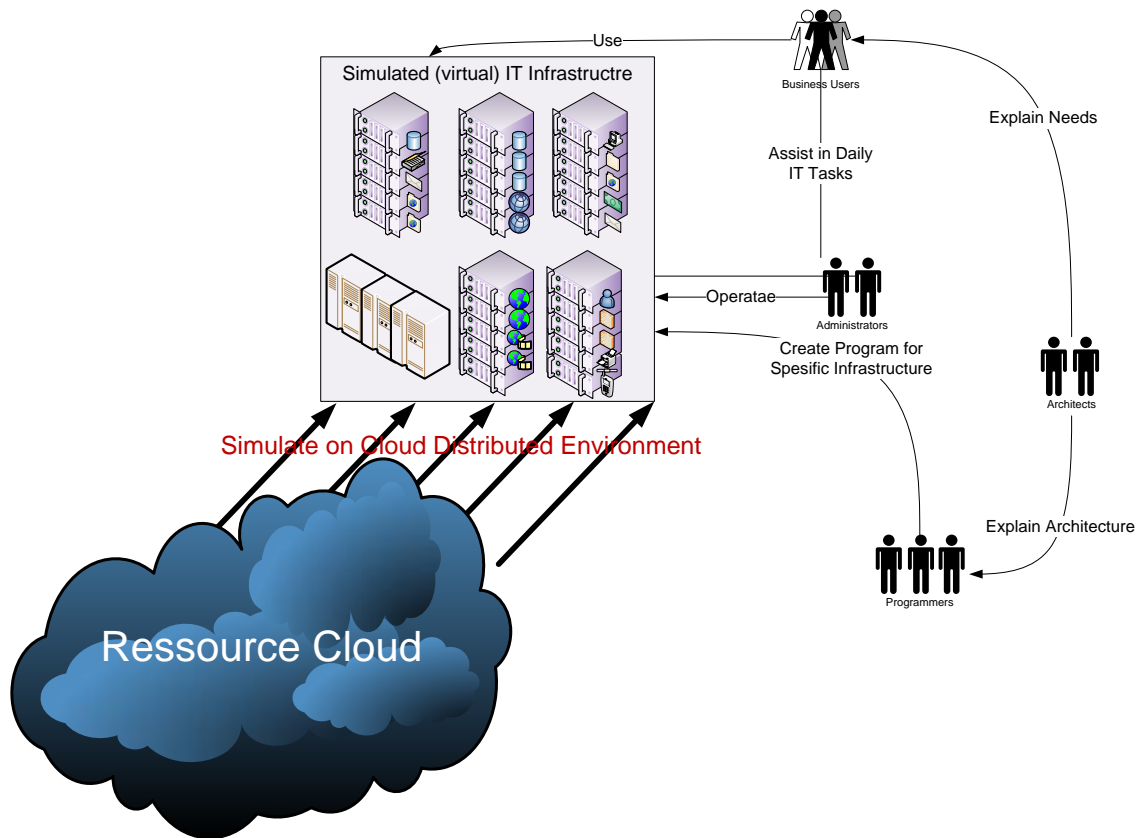 Use
Business Users
Simulated (virtual) IT Infrastructre
Explain Needs
Assist in Daily
IT Tasks
Operatae
Administrators
Create Program for
Spesific Infrastructure
Architects
Simulate on Cloud Distributed Environment
Explain Architecture
Programmers
Ressource Cloud